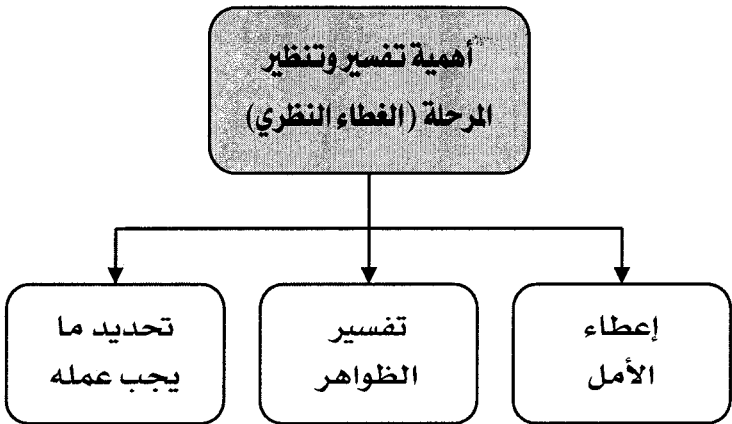 أهمية تفسير وتنظير
المرحلة (الغطاء النظري)
إعطاء
الأمل
تفسير
الظواهر
تحديد ما
يجب عمله